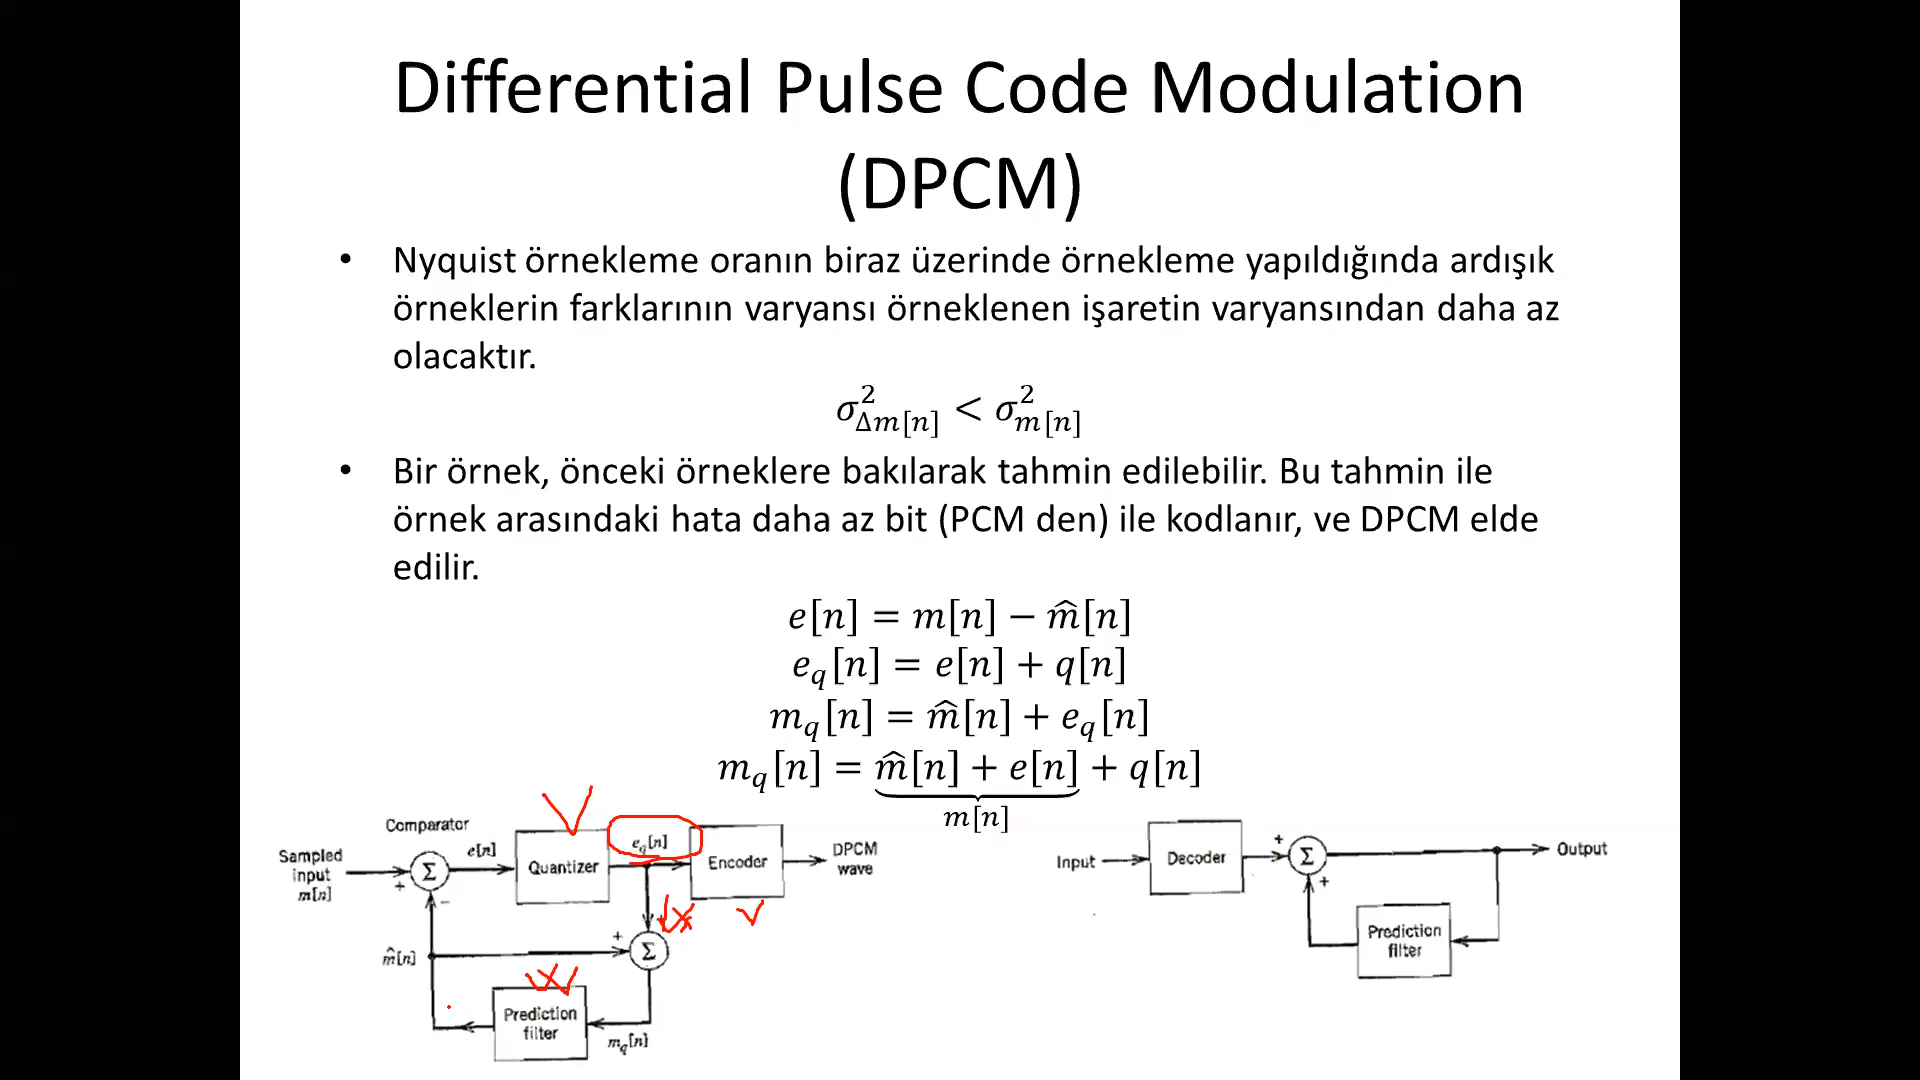 Differential Pulse Code Modulation
(DPCM)
• Nyquist örnekleme oranın biraz üzerinde örnekleme yapıldığında ardışık
örneklerin farklarının varyansı örneklenen işaretin varyansından daha az
olacaktır.
σ²_{Δm[n]} < σ²_{m[n]}
• Bir örnek, önceki örneklere bakılarak tahmin edilebilir. Bu tahmin ile
örnek arasındaki hata daha az bit (PCM den) ile kodlanır, ve DPCM elde
edilir.
e[n] = m[n] − m̂[n]
e_q[n] = e[n] + q[n]
m_q[n] = m̂[n] + e_q[n]
m_q[n] = m̂[n] + e[n] + q[n]
m[n]
Comparator
Sampled
input
m[n]
+
−
Σ
e[n]
Quantizer
e_q[n]
Encoder
DPCM
wave
m̂[n]
+
Σ
Prediction
filter
m_q[n]
Input
Decoder
+
Σ
+
Output
Prediction
filter